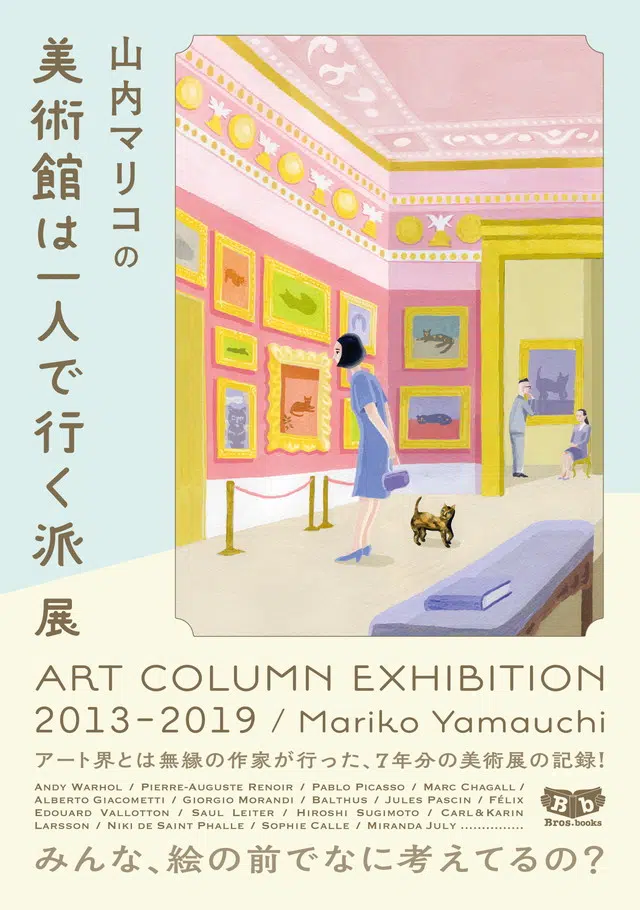 山内マリコの
美術館は一人で行く派 展
ART COLUMN EXHIBITION
2013–2019 / Mariko Yamauchi
アート界とは無縁の作家が行った、7年分の美術展の記録!
ANDY WARHOL / PIERRE-AUGUSTE RENOIR / PABLO PICASSO / MARC CHAGALL /
ALBERTO GIACOMETTI / GIORGIO MORANDI / BALTHUS / JULES PASCIN / FÉLIX
EDOUARD VALLOTTON / SAUL LEITER / HIROSHI SUGIMOTO / CARL & KARIN
LARSSON / NIKI DE SAINT PHALLE / SOPHIE CALLE / MIRANDA JULY ...............
B b
Bros.books
みんな、絵の前でなに考えてるの?